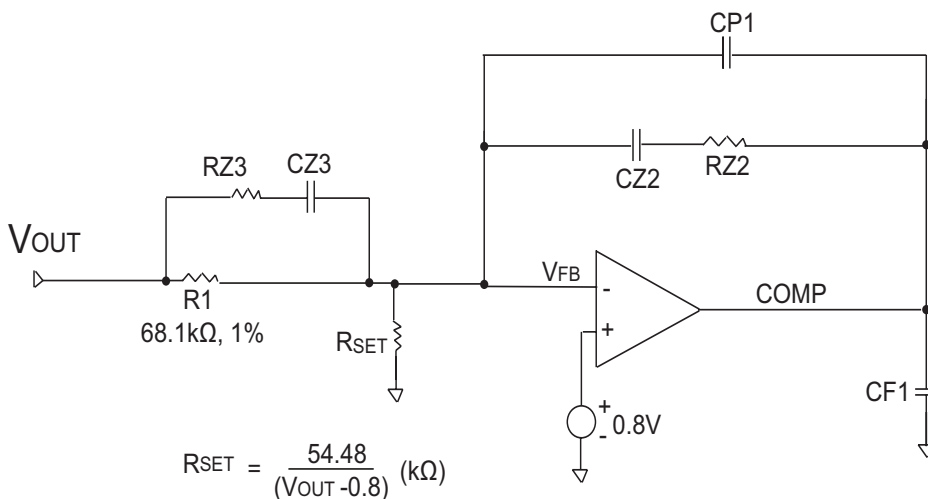 CP1
CZ2
RZ2
RZ3
CZ3
VOUT
R1
68.1kΩ, 1%
RSET
VFB
-
+
COMP
+
-
0.8V
CF1
RSET = 54.48 / (VOUT -0.8) (kΩ)